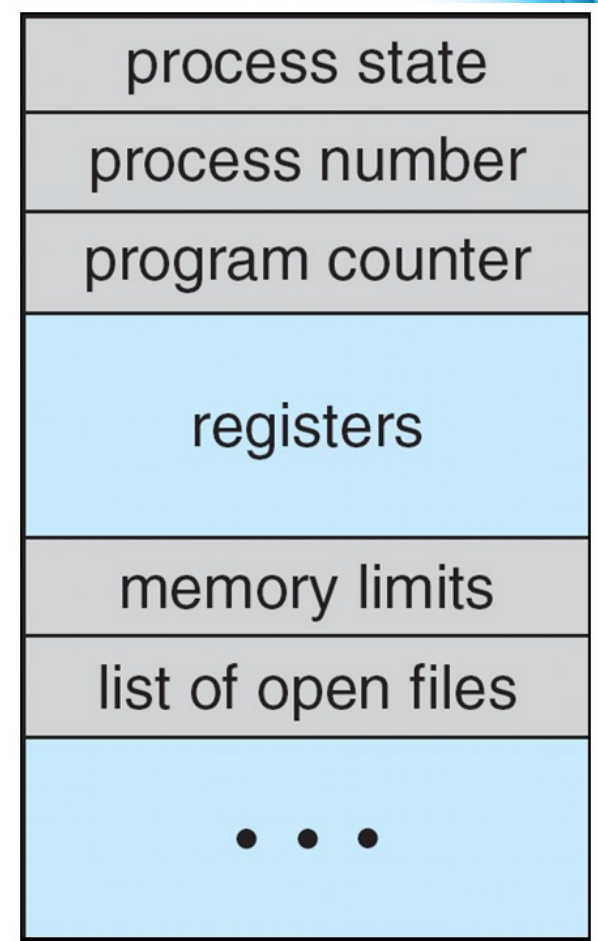 process state
process number
program counter
registers
memory limits
list of open files
• • •